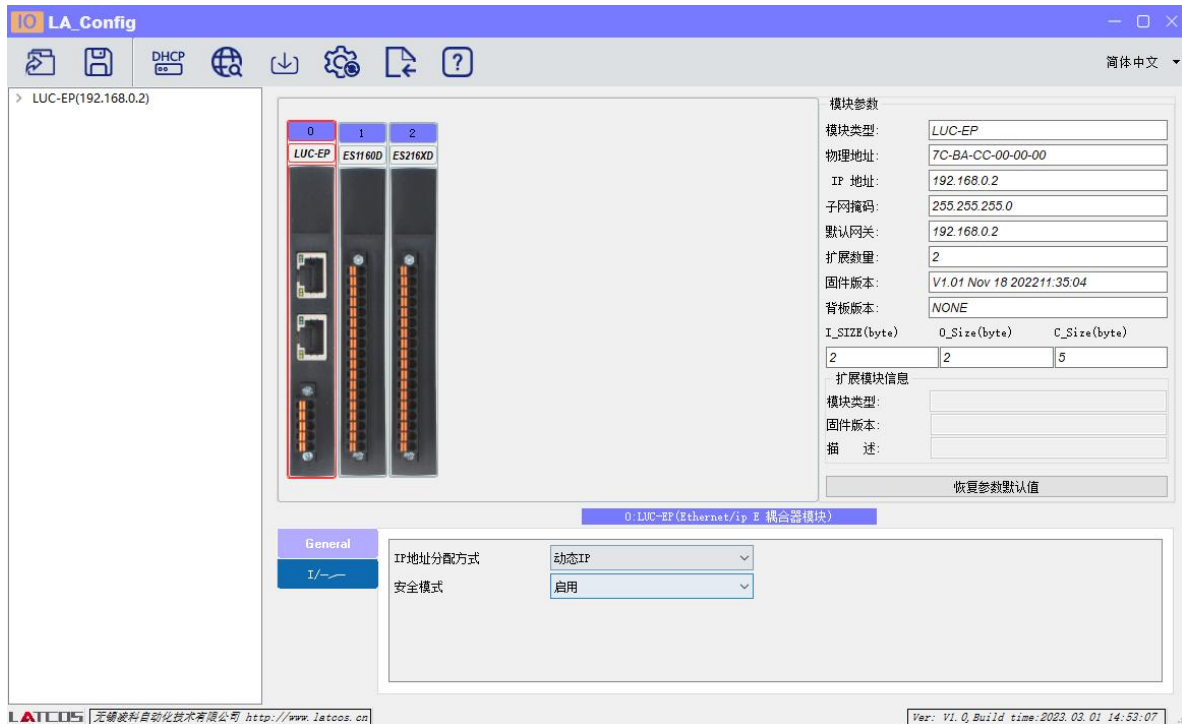 IO LA_Config
DHCP
简体中文
LUC-EP(192.168.0.2)
0 1 2
LUC-EP ES1160D ES216XD
模块参数
模块类型: LUC-EP
物理地址: 7C-BA-CC-00-00-00
IP 地址: 192.168.0.2
子网掩码: 255.255.255.0
默认网关: 192.168.0.2
扩展数量: 2
固件版本: V1.01 Nov 18 202211:35:04
背板版本: NONE
I_SIZE(byte) O_Size(byte) C_Size(byte)
2 2 5
扩展模块信息
模块类型:
固件版本:
描 述:
恢复参数默认值
0:LUC-EP(Ethernet/ip E 耦合器模块)
General
IP地址分配方式 动态IP
安全模式 启用
LATCOS 无锡凌科自动化技术有限公司 http://www.latcos.cn
Ver: V1.0,Build time:2023.03.01 14:53:07